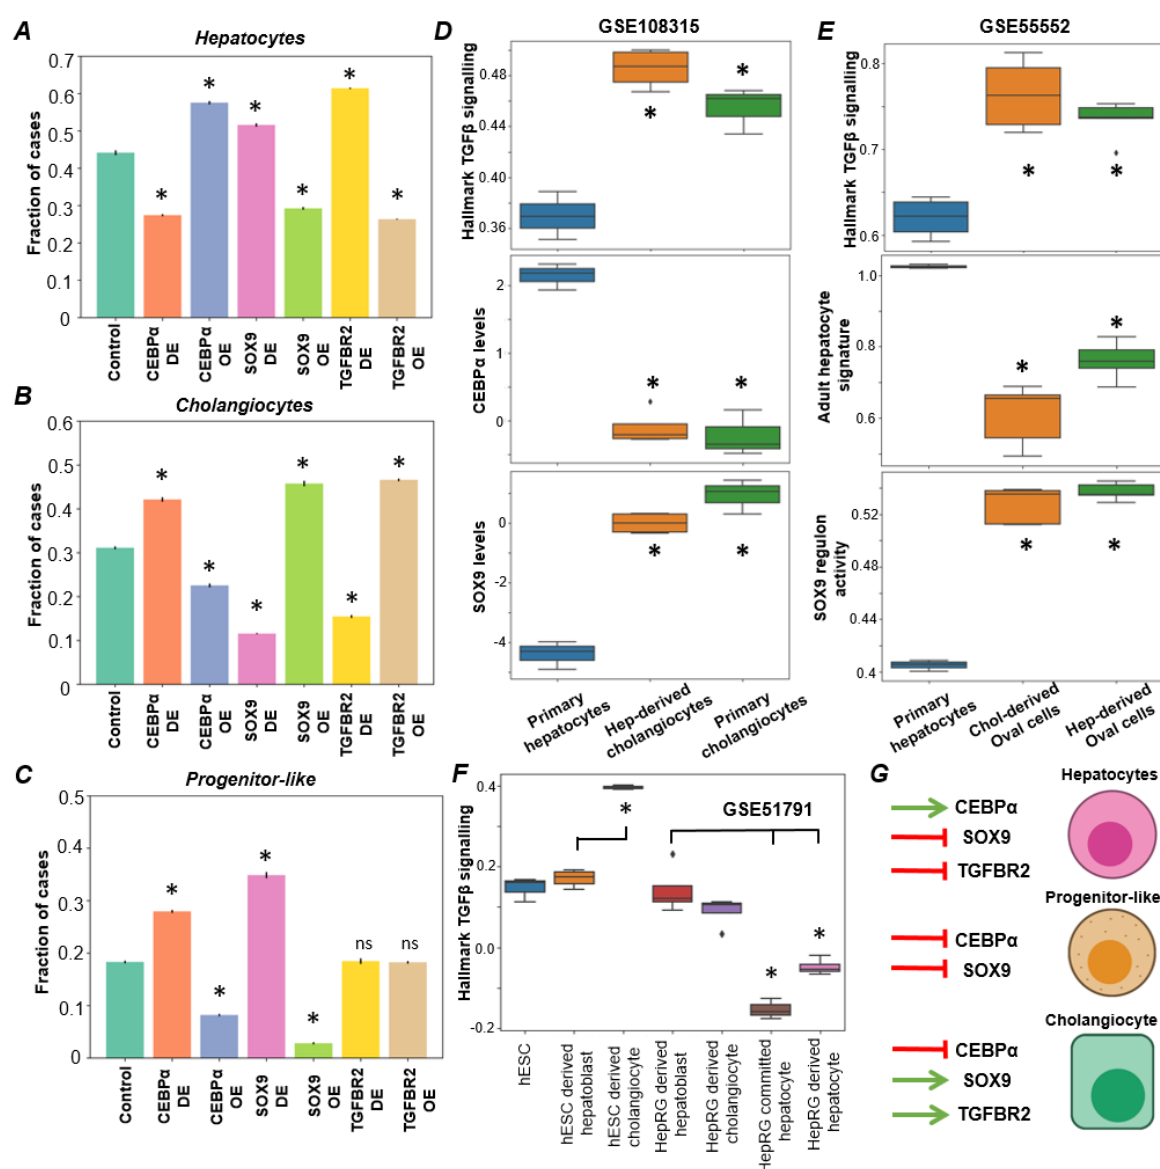 A
Hepatocytes
Fraction of cases
0.7
0.6
0.5
0.4
0.3
0.2
0.1
0
*
*
*
*
*
*
Control
CEBPα DE
CEBPα OE
SOX9 DE
SOX9 OE
TGFBR2 DE
TGFBR2 OE
B
Cholangiocytes
Fraction of cases
0.6
0.5
0.4
0.3
0.2
0.1
0
*
*
*
*
*
*
Control
CEBPα DE
CEBPα OE
SOX9 DE
SOX9 OE
TGFBR2 DE
TGFBR2 OE
C
Progenitor-like
Fraction of cases
0.5
0.4
0.3
0.2
0.1
0
*
*
*
*
ns
ns
Control
CEBPα DE
CEBPα OE
SOX9 DE
SOX9 OE
TGFBR2 DE
TGFBR2 OE
D
GSE108315
Hallmark TGFβ signalling
0.48
0.44
0.40
0.36
*
*
CEBPα levels
2
1
0
*
*
SOX9 levels
0
-2
-4
*
*
Primary
hepatocytes
Hep-derived
cholangiocytes
Primary
cholangiocytes
E
GSE55552
Hallmark TGFβ signalling
0.8
0.7
0.6
*
*
Adult hepatocyte
signature
1.0
0.8
0.6
*
*
SOX9 regulon
activity
0.52
0.48
0.44
0.4
*
*
Primary
hepatocytes
Chol-derived
Oval cells
Hep-derived
Oval cells
F
GSE51791
Hallmark TGFβ signalling
0.4
0.2
0.0
-0.2
*
*
*
hESC
hESC derived
hepatoblast
hESC derived
cholangiocyte
HepRG derived
hepatoblast
HepRG derived
cholangiocyte
HepRG committed
hepatocyte
HepRG derived
hepatocyte
G
Hepatocytes
CEBPα
SOX9
TGFBR2
Progenitor-like
CEBPα
SOX9
Cholangiocyte
CEBPα
SOX9
TGFBR2